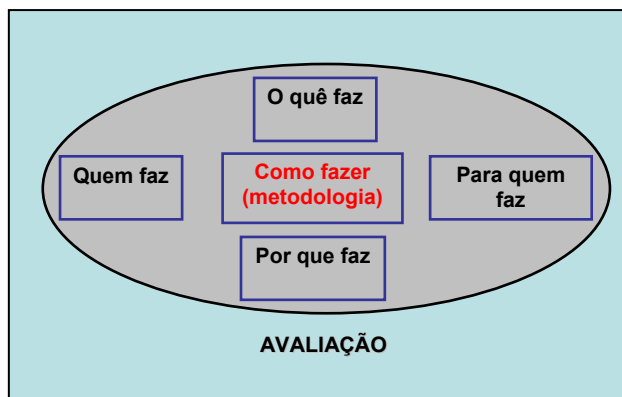 O quê faz
Quem faz
Como fazer
(metodologia)
Para quem
faz
Por que faz
AVALIAÇÃO